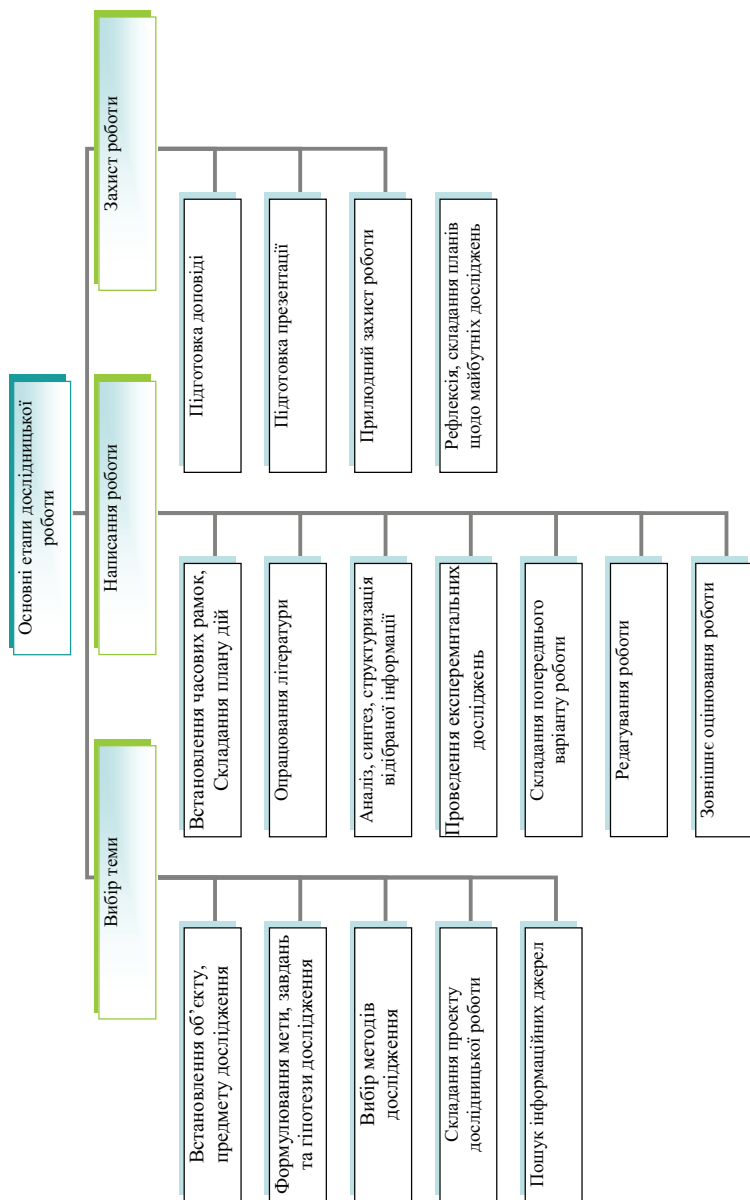 Основні етапи дослідницької
роботи
Вибір теми
Встановлення об’єкту,
предмету дослідження
Формулювання мети, завдань
та гіпотези дослідження
Вибір методів
дослідження
Складання проекту
дослідницької роботи
Пошук інформаційних джерел
Написання роботи
Встановлення часових рамок,
Складання плану дій
Опрацювання літератури
Аналіз, синтез, структуризація
відібраної інформації
Проведення експеремнтальних
досліджень
Складання попереднього
варіанту роботи
Редагування роботи
Зовнішнє оцінювання роботи
Захист роботи
Підготовка доповіді
Підготовка презентації
Прилюдний захист роботи
Рефлексія, складання планів
щодо майбутніх досліджень